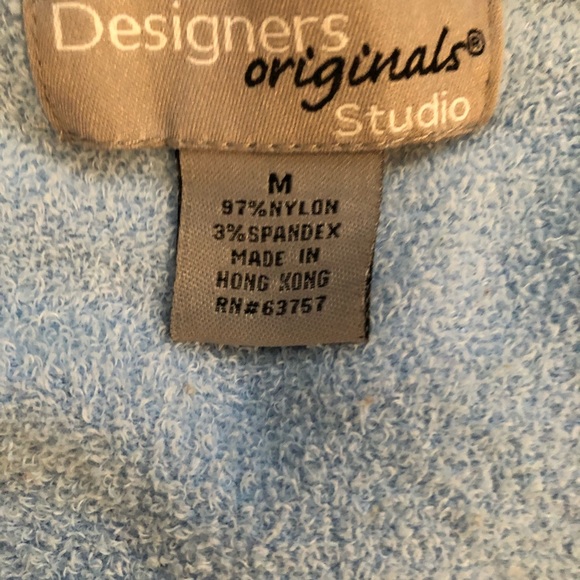 Designers
originals®
Studio
M
97%NYLON
3%SPANDEX
MADE IN
HONG KONG
RN#63757